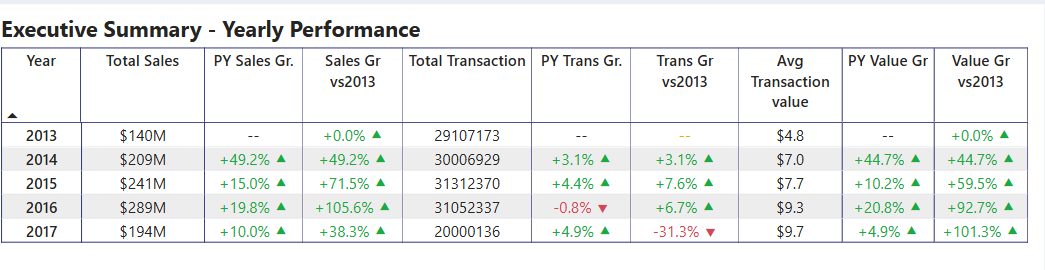 Executive Summary - Yearly Performance
Year Total Sales PY Sales Gr. Sales Gr vs2013 Total Transaction PY Trans Gr. Trans Gr vs2013 Avg Transaction value PY Value Gr Value Gr vs2013
2013 $140M -- +0.0% ▲ 29107173 -- -- $4.8 -- +0.0% ▲
2014 $209M +49.2% ▲ +49.2% ▲ 30006929 +3.1% ▲ +3.1% ▲ $7.0 +44.7% ▲ +44.7% ▲
2015 $241M +15.0% ▲ +71.5% ▲ 31312370 +4.4% ▲ +7.6% ▲ $7.7 +10.2% ▲ +59.5% ▲
2016 $289M +19.8% ▲ +105.6% ▲ 31052337 -0.8% ▼ +6.7% ▲ $9.3 +20.8% ▲ +92.7% ▲
2017 $194M +10.0% ▲ +38.3% ▲ 20000136 +4.9% ▲ -31.3% ▼ $9.7 +4.9% ▲ +101.3% ▲